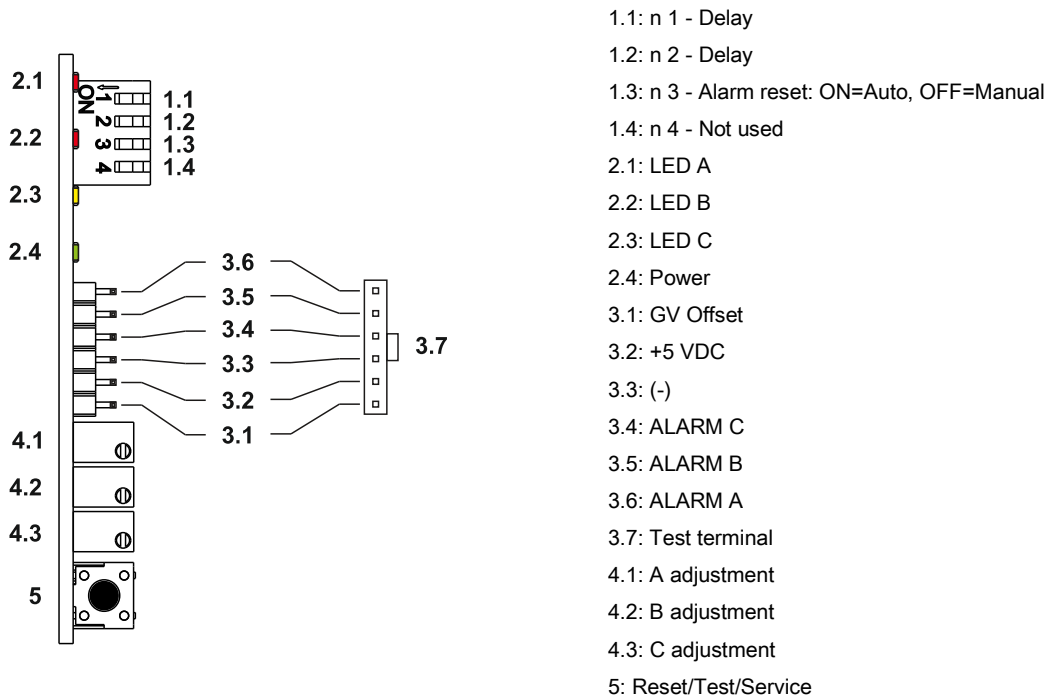 2.1
2.2
2.3
2.4
ON
1
2
3
4
1.1
1.2
1.3
1.4
3.6
3.5
3.4
3.3
3.2
3.1
3.7
4.1
4.2
4.3
5
1.1: n 1 - Delay
1.2: n 2 - Delay
1.3: n 3 - Alarm reset: ON=Auto, OFF=Manual
1.4: n 4 - Not used
2.1: LED A
2.2: LED B
2.3: LED C
2.4: Power
3.1: GV Offset
3.2: +5 VDC
3.3: (-)
3.4: ALARM C
3.5: ALARM B
3.6: ALARM A
3.7: Test terminal
4.1: A adjustment
4.2: B adjustment
4.3: C adjustment
5: Reset/Test/Service